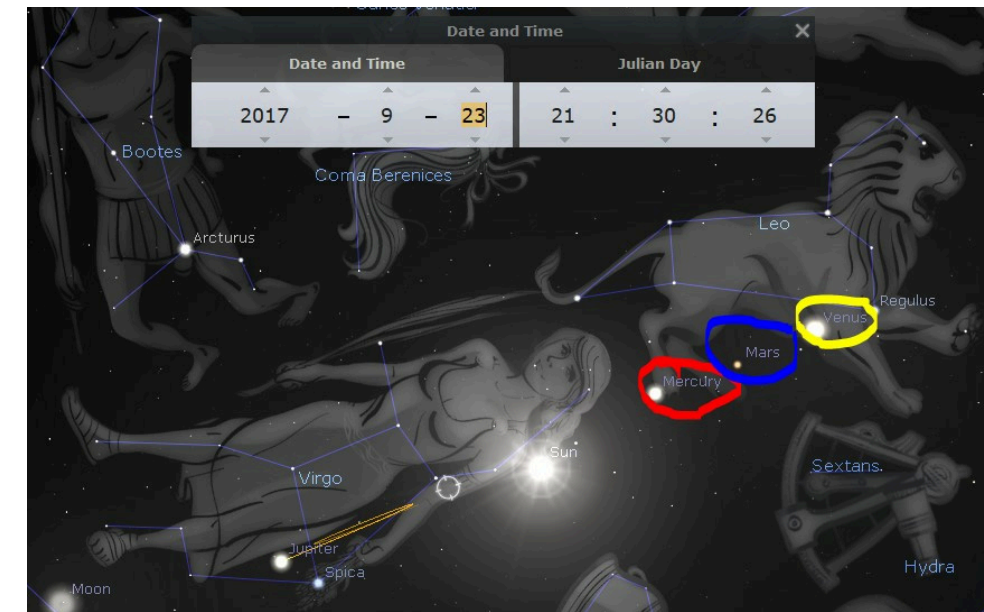 Date and Time
Date and Time
Julian Day
2017 – 9 – 23
21 : 30 : 26
Bootes
Coma Berenices
Arcturus
Leo
Regulus
Venus
Mars
Mercury
Sun
Sextans
Virgo
Jupiter
Spica
Hydra
Moon